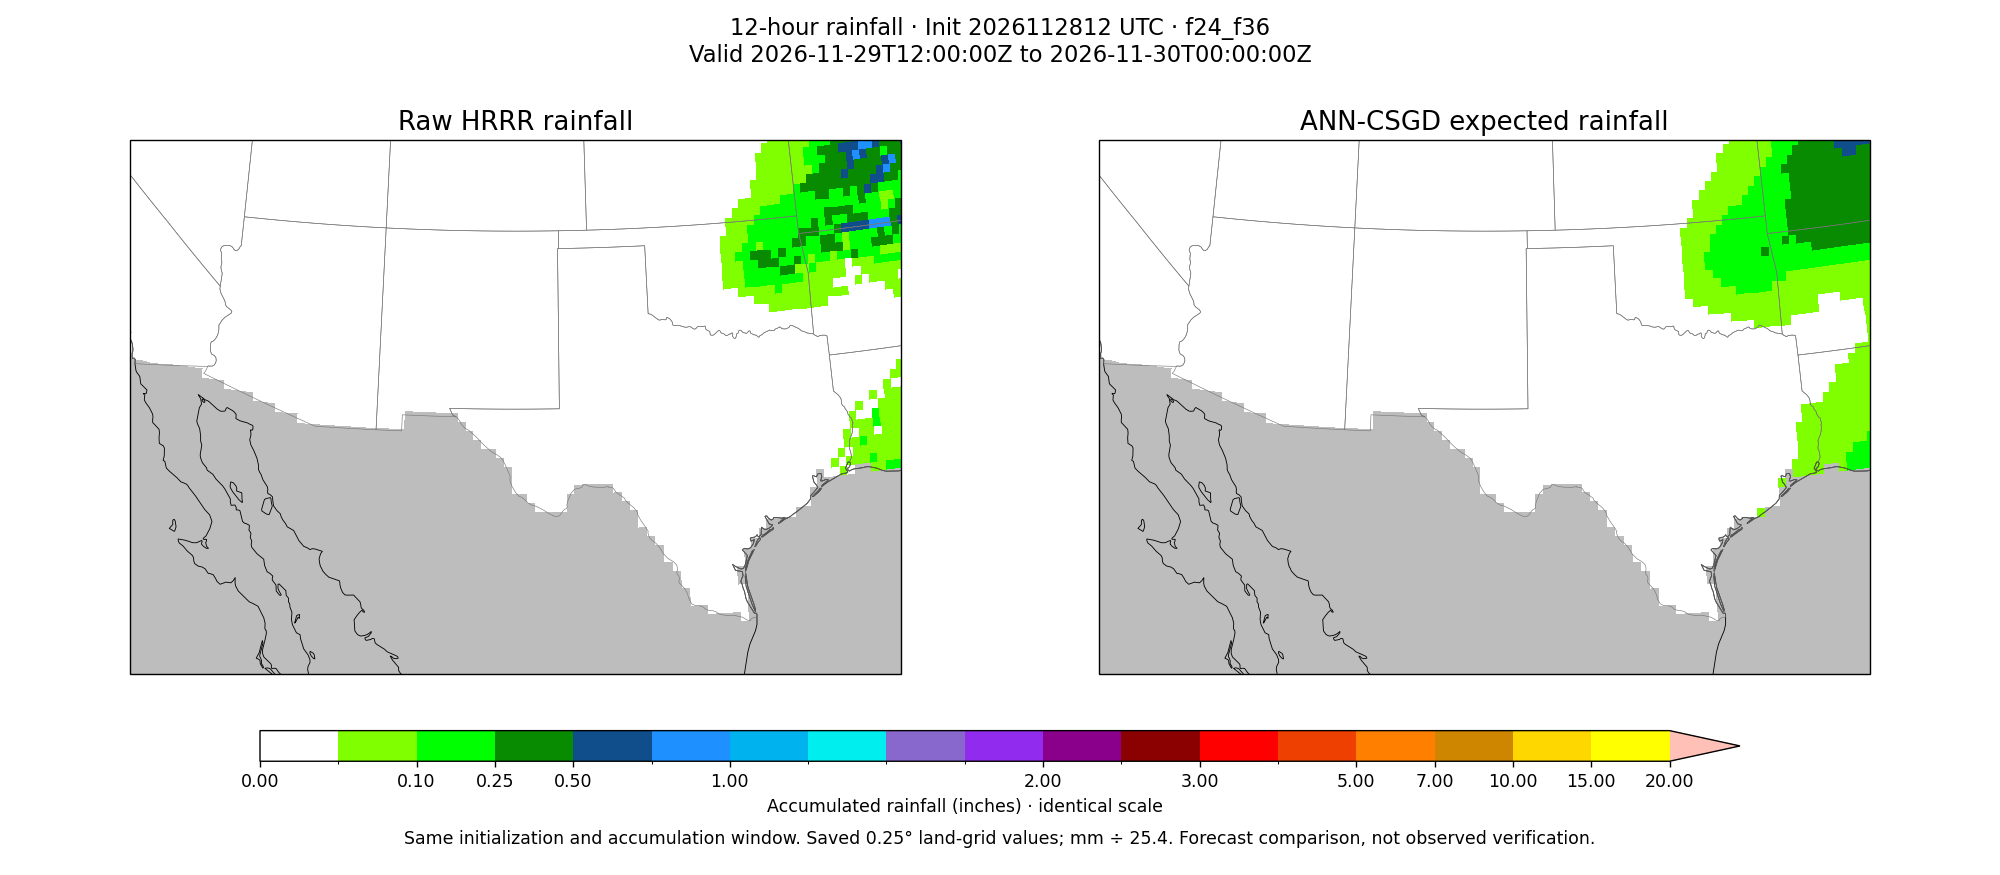 12-hour rainfall · Init 2026112812 UTC · f24_f36
Valid 2026-11-29T12:00:00Z to 2026-11-30T00:00:00Z
Raw HRRR rainfall
ANN-CSGD expected rainfall
0.00 0.10 0.25 0.50 1.00 2.00 3.00 5.00 7.00 10.00 15.00 20.00
Accumulated rainfall (inches) · identical scale
Same initialization and accumulation window. Saved 0.25° land-grid values; mm ÷ 25.4. Forecast comparison, not observed verification.